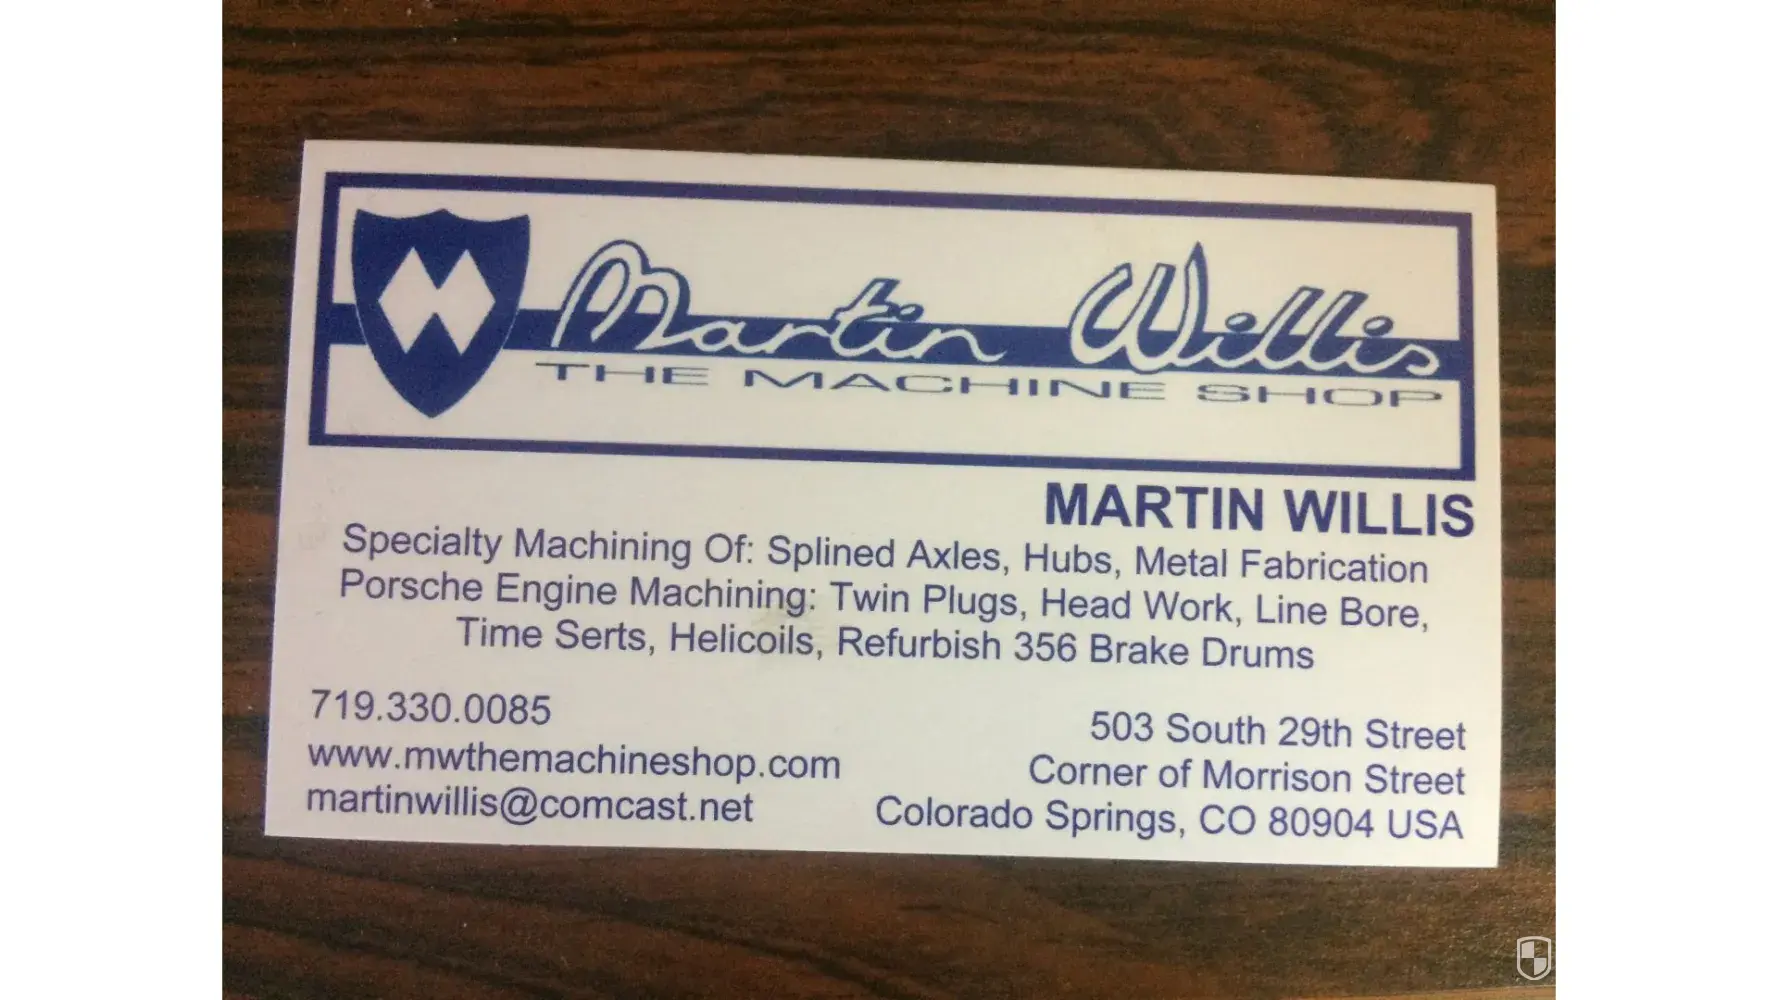 Martin Willis
THE MACHINE SHOP
MARTIN WILLIS
Specialty Machining Of: Splined Axles, Hubs, Metal Fabrication
Porsche Engine Machining: Twin Plugs, Head Work, Line Bore,
Time Serts, Helicoils, Refurbish 356 Brake Drums
719.330.0085
www.mwthemachineshop.com
martinwillis@comcast.net
503 South 29th Street
Corner of Morrison Street
Colorado Springs, CO 80904 USA